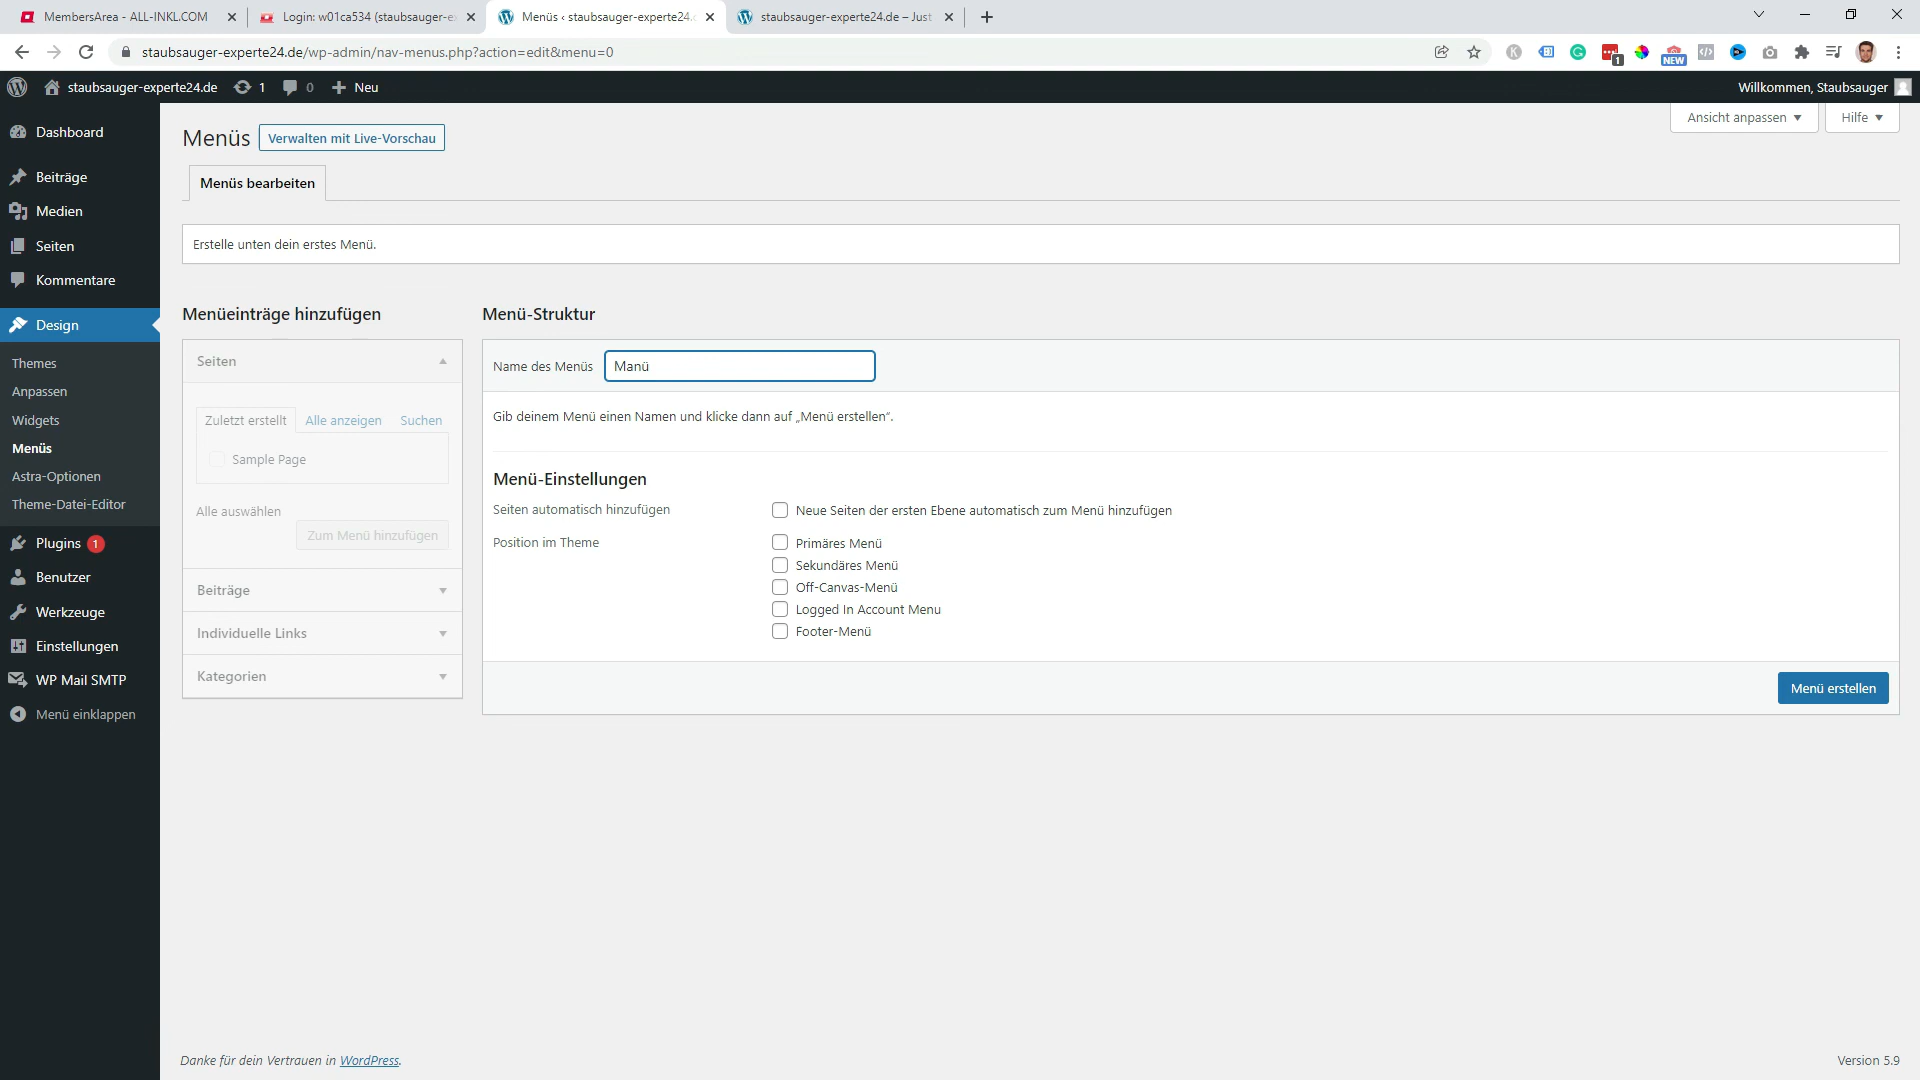 MembersArea - ALL-INKL.COM
Login: w01ca534 (staubsauger-ex
Menüs ‹ staubsauger-experte24.
staubsauger-experte24.de – Just
staubsauger-experte24.de/wp-admin/nav-menus.php?action=edit&menu=0
1
NEW
staubsauger-experte24.de
1
0
Neu
Willkommen, Staubsauger
Ansicht anpassen
Hilfe
Dashboard
Beiträge
Medien
Seiten
Kommentare
Design
Themes
Anpassen
Widgets
Menüs
Astra-Optionen
Theme-Datei-Editor
Plugins 1
Benutzer
Werkzeuge
Einstellungen
WP Mail SMTP
Menü einklappen
Menüs
Verwalten mit Live-Vorschau
Menüs bearbeiten
Erstelle unten dein erstes Menü.
Menüeinträge hinzufügen
Seiten
Zuletzt erstellt
Alle anzeigen
Suchen
Sample Page
Alle auswählen
Zum Menü hinzufügen
Beiträge
Individuelle Links
Kategorien
Menü-Struktur
Name des Menüs
Manü
Gib deinem Menü einen Namen und klicke dann auf „Menü erstellen“.
Menü-Einstellungen
Seiten automatisch hinzufügen
Neue Seiten der ersten Ebene automatisch zum Menü hinzufügen
Position im Theme
Primäres Menü
Sekundäres Menü
Off-Canvas-Menü
Logged In Account Menu
Footer-Menü
Menü erstellen
Danke für dein Vertrauen in WordPress.
Version 5.9